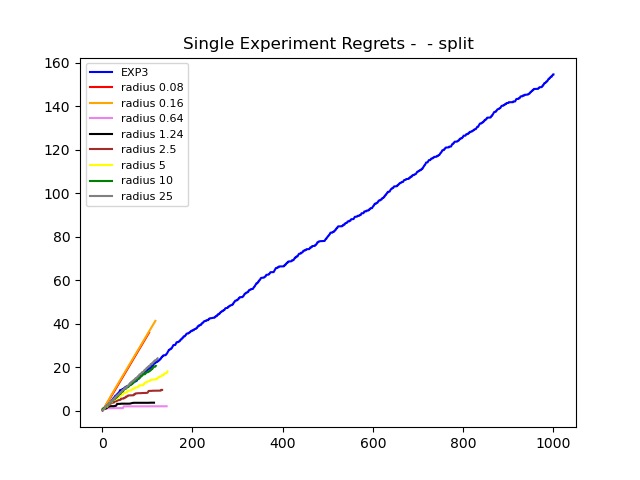 Single Experiment Regrets -  - split
160
140
120
100
80
60
40
20
0
EXP3
radius 0.08
radius 0.16
radius 0.64
radius 1.24
radius 2.5
radius 5
radius 10
radius 25
0 200 400 600 800 1000